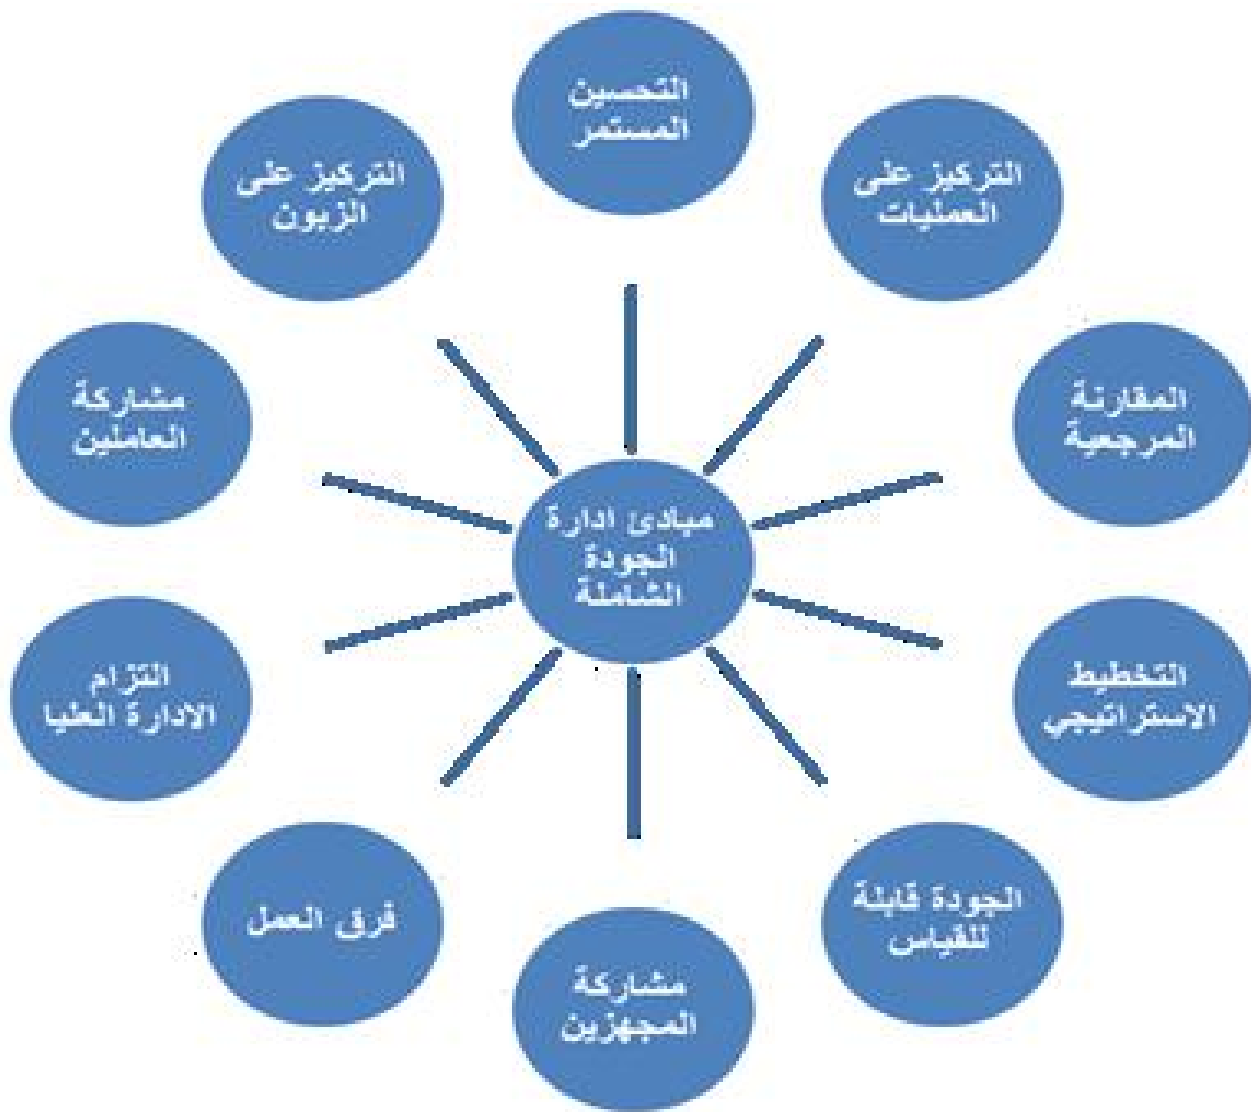 التحسين
المستمر
التركيز على
العمليات
المقارنة
المرجعية
التخطيط
الاستراتيجي
الجودة قابلة
للقياس
مشاركة
المجهزين
فرق العمل
التزام
الادارة العليا
مشاركة
العاملين
التركيز على
الزبون
مبادئ ادارة
الجودة
الشاملة